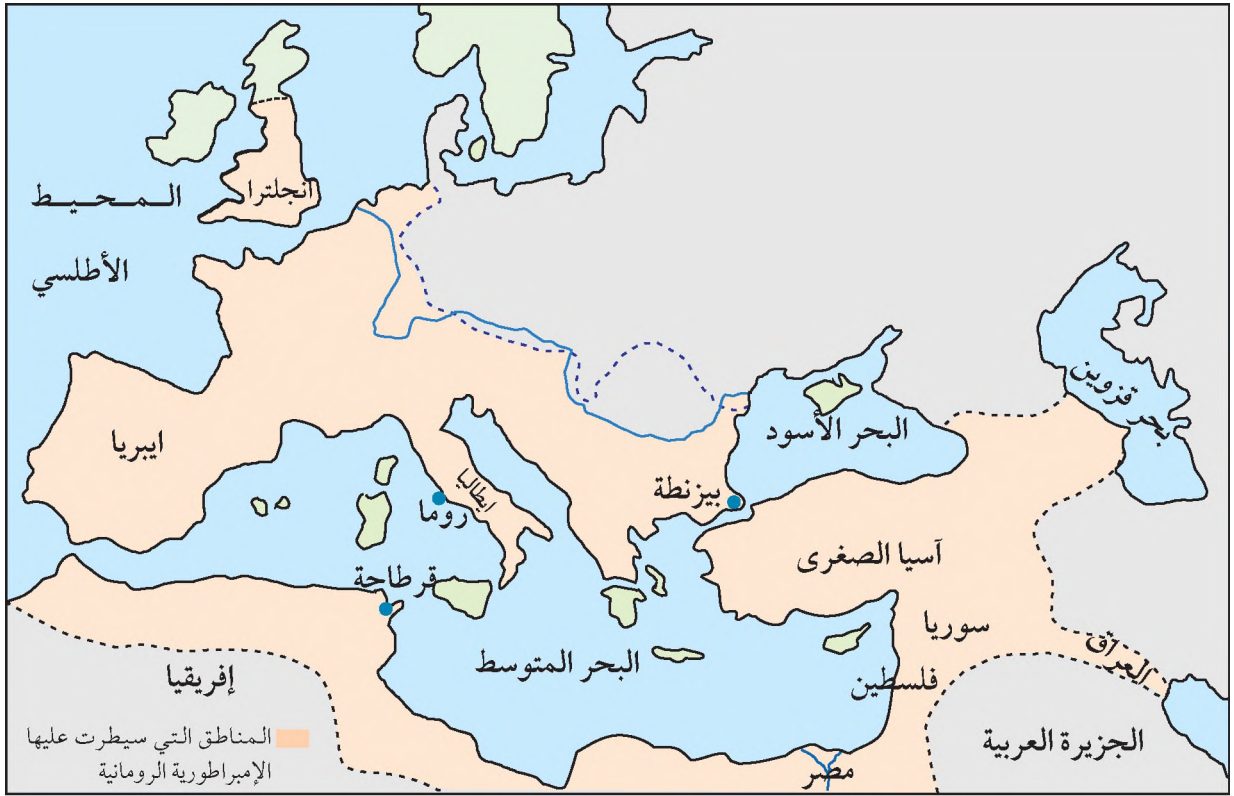 انجلترا
المحيط
الأطلسي
بحر قزوين
البحر الأسود
ايبريا
إيطاليا
روما
بيزنطة
آسيا الصغرى
قرطاجة
سوريا
العراق
البحر المتوسط
فلسطين
إفريقيا
الجزيرة العربية
مصر
المناطق التي سيطرت عليها
الإمبراطورية الرومانية